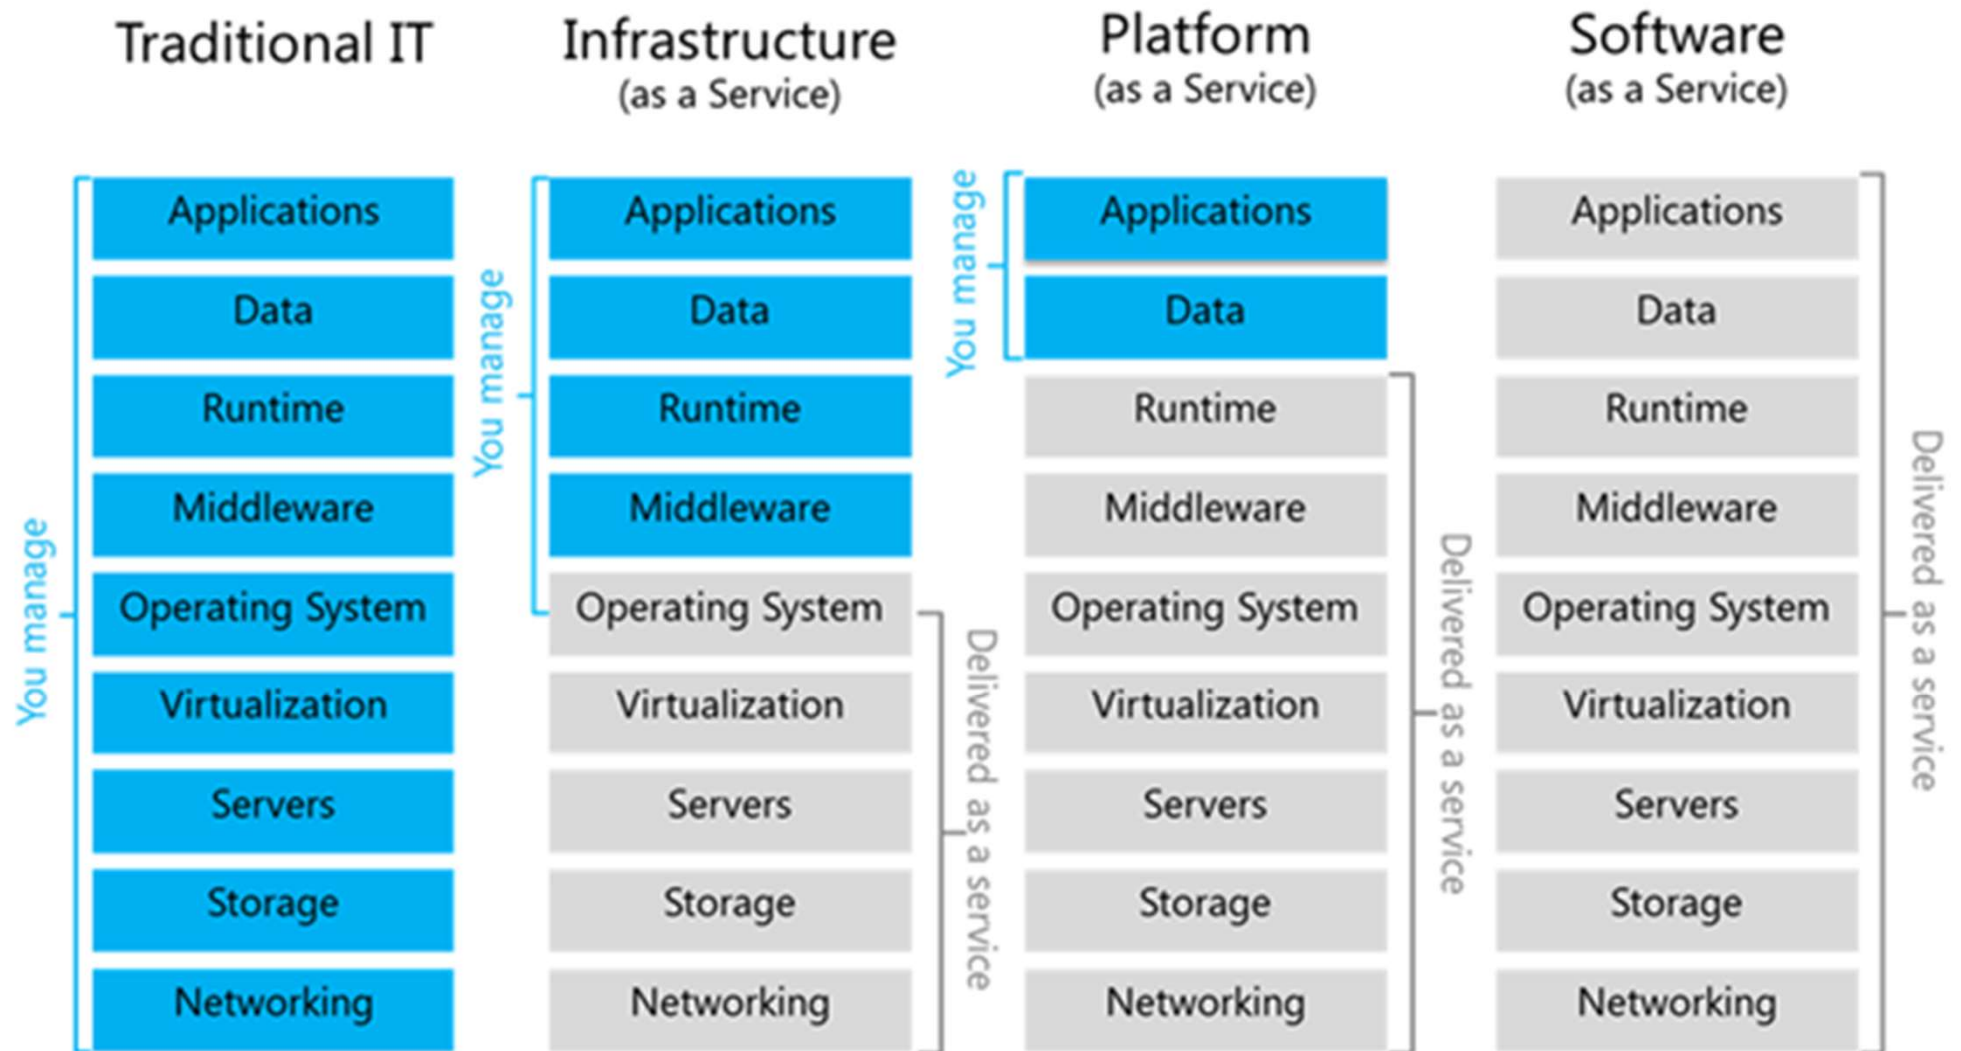 Traditional IT
You manage
Applications
Data
Runtime
Middleware
Operating System
Virtualization
Servers
Storage
Networking
Infrastructure
(as a Service)
You manage
Applications
Data
Runtime
Middleware
Operating System
Virtualization
Servers
Storage
Networking
Delivered as a service
Platform
(as a Service)
You manage
Applications
Data
Runtime
Middleware
Operating System
Virtualization
Servers
Storage
Networking
Delivered as a service
Software
(as a Service)
Applications
Data
Runtime
Middleware
Operating System
Virtualization
Servers
Storage
Networking
Delivered as a service